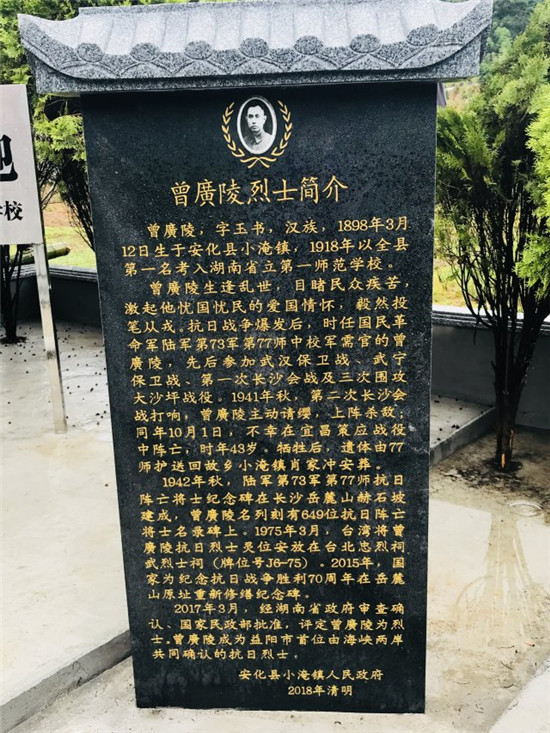 迎
学校
曾廣陵烈士简介
曾廣陵，字玉书，汉族，1898年3月
12日生于安化县小淹镇，1918年以全县
第一名考入湖南省立第一师范学校。
曾廣陵生逢乱世，目睹民众疾苦，
激起他忧国忧民的爱国情怀，毅然投
笔从戎。抗日战争爆发后，时任国民革
命军陆军第73军第77师中校军需官的曾
廣陵，先后参加武汉保卫战、武宁
保卫战、第一次长沙会战及三次围攻
大沙坪战役。1941年秋，第二次长沙会
战打响，曾廣陵主动请缨，上阵杀敌；
同年10月1日，不幸在宜昌策应战役
中阵亡，时年43岁。牺牲后，遗体由77
师护送回故乡小淹镇肖家冲安葬。
1942年秋，陆军第73军第77师抗日
阵亡将士纪念碑在长沙岳麓山赫石坡
建成，曾廣陵名列刻有649位抗日阵亡
将士名录碑上。1975年3月，台湾将曾
廣陵抗日烈士灵位安放在台北忠烈祠
武烈士祠（牌位号J6-75）。2015年，国
家为纪念抗日战争胜利70周年在岳麓
山原址重新修缮纪念碑。
2017年3月，经湖南省政府审查确
认、国家民政部批准，评定曾廣陵为烈
士。曾廣陵成为益阳市首位由海峡两岸
共同确认的抗日烈士。
安化县小淹镇人民政府
2018年清明